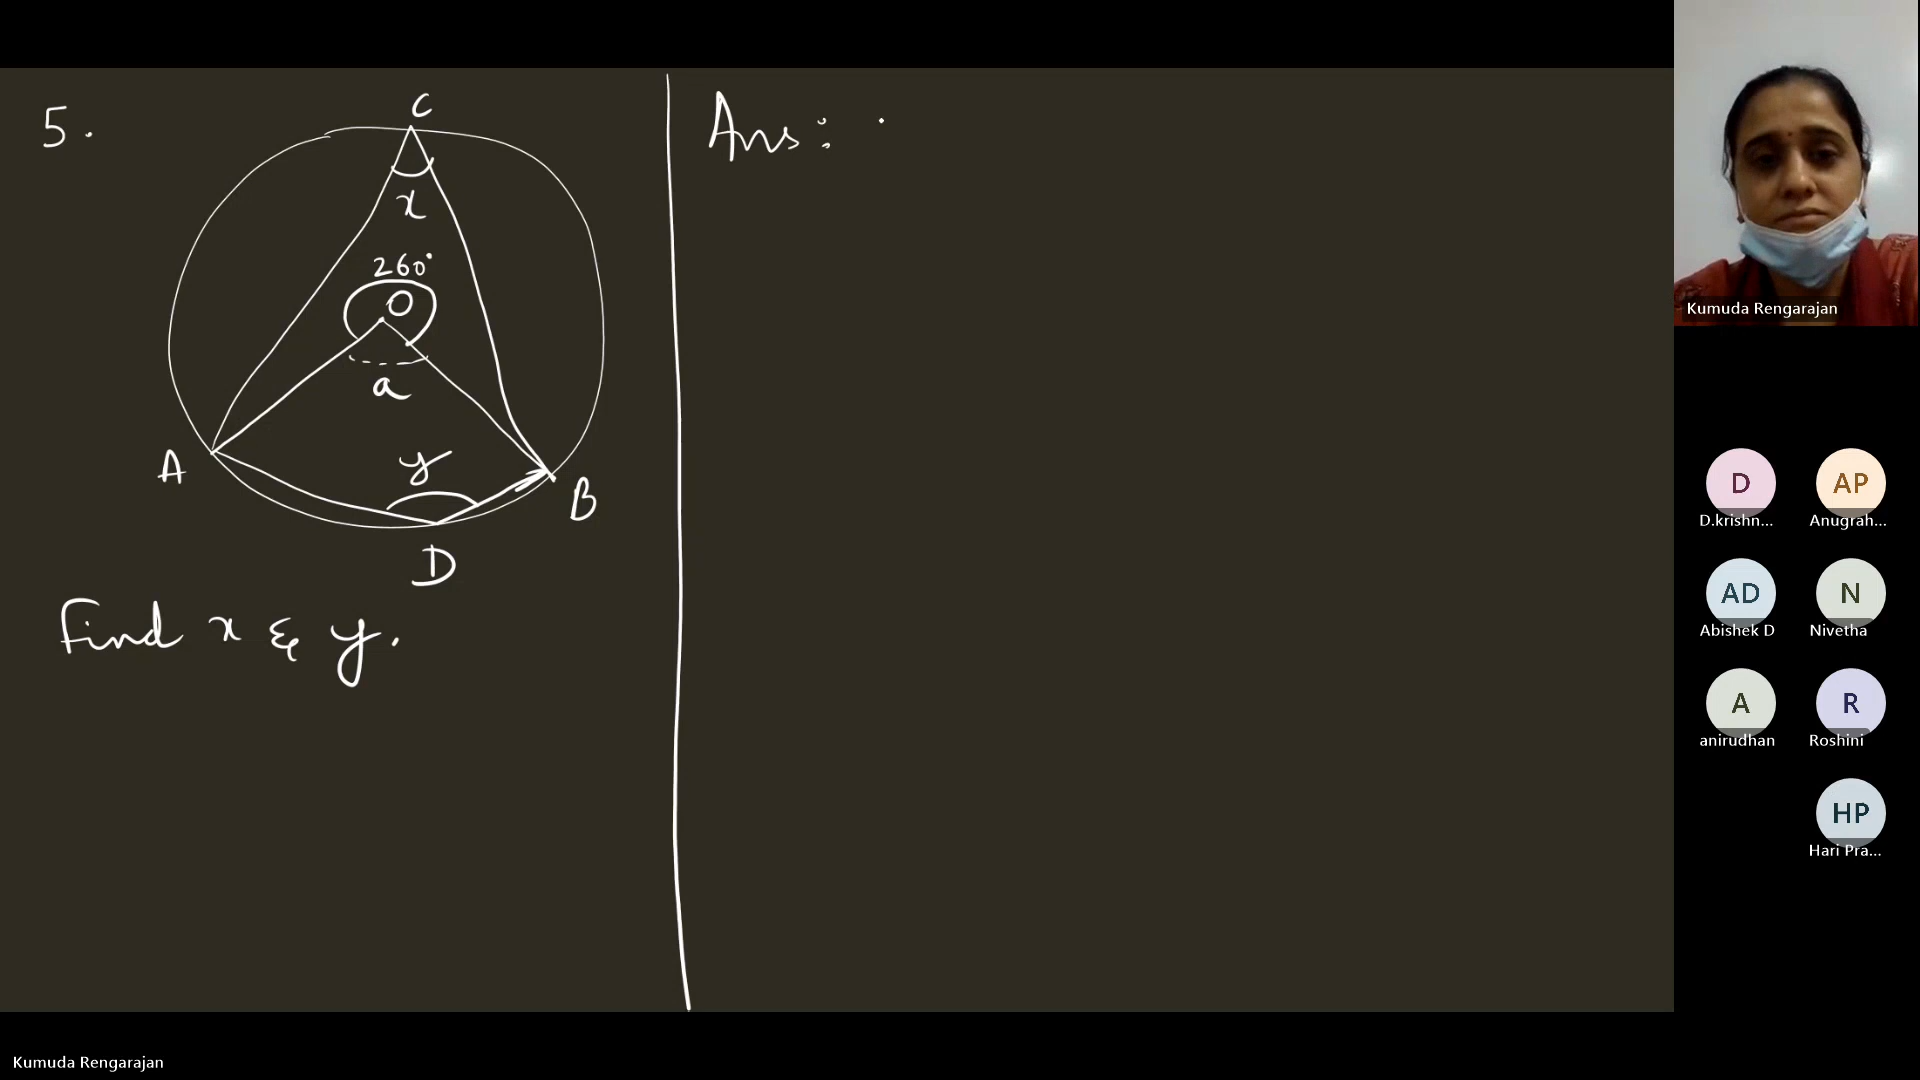 5.
C
x
260°
O
a
A
y
B
D
Find x & y.
Ans:
Kumuda Rengarajan
D
AP
D.krishn...
Anugrah...
AD
N
Abishek D
Nivetha
A
R
anirudhan
Roshini
HP
Hari Pra...
Kumuda Rengarajan